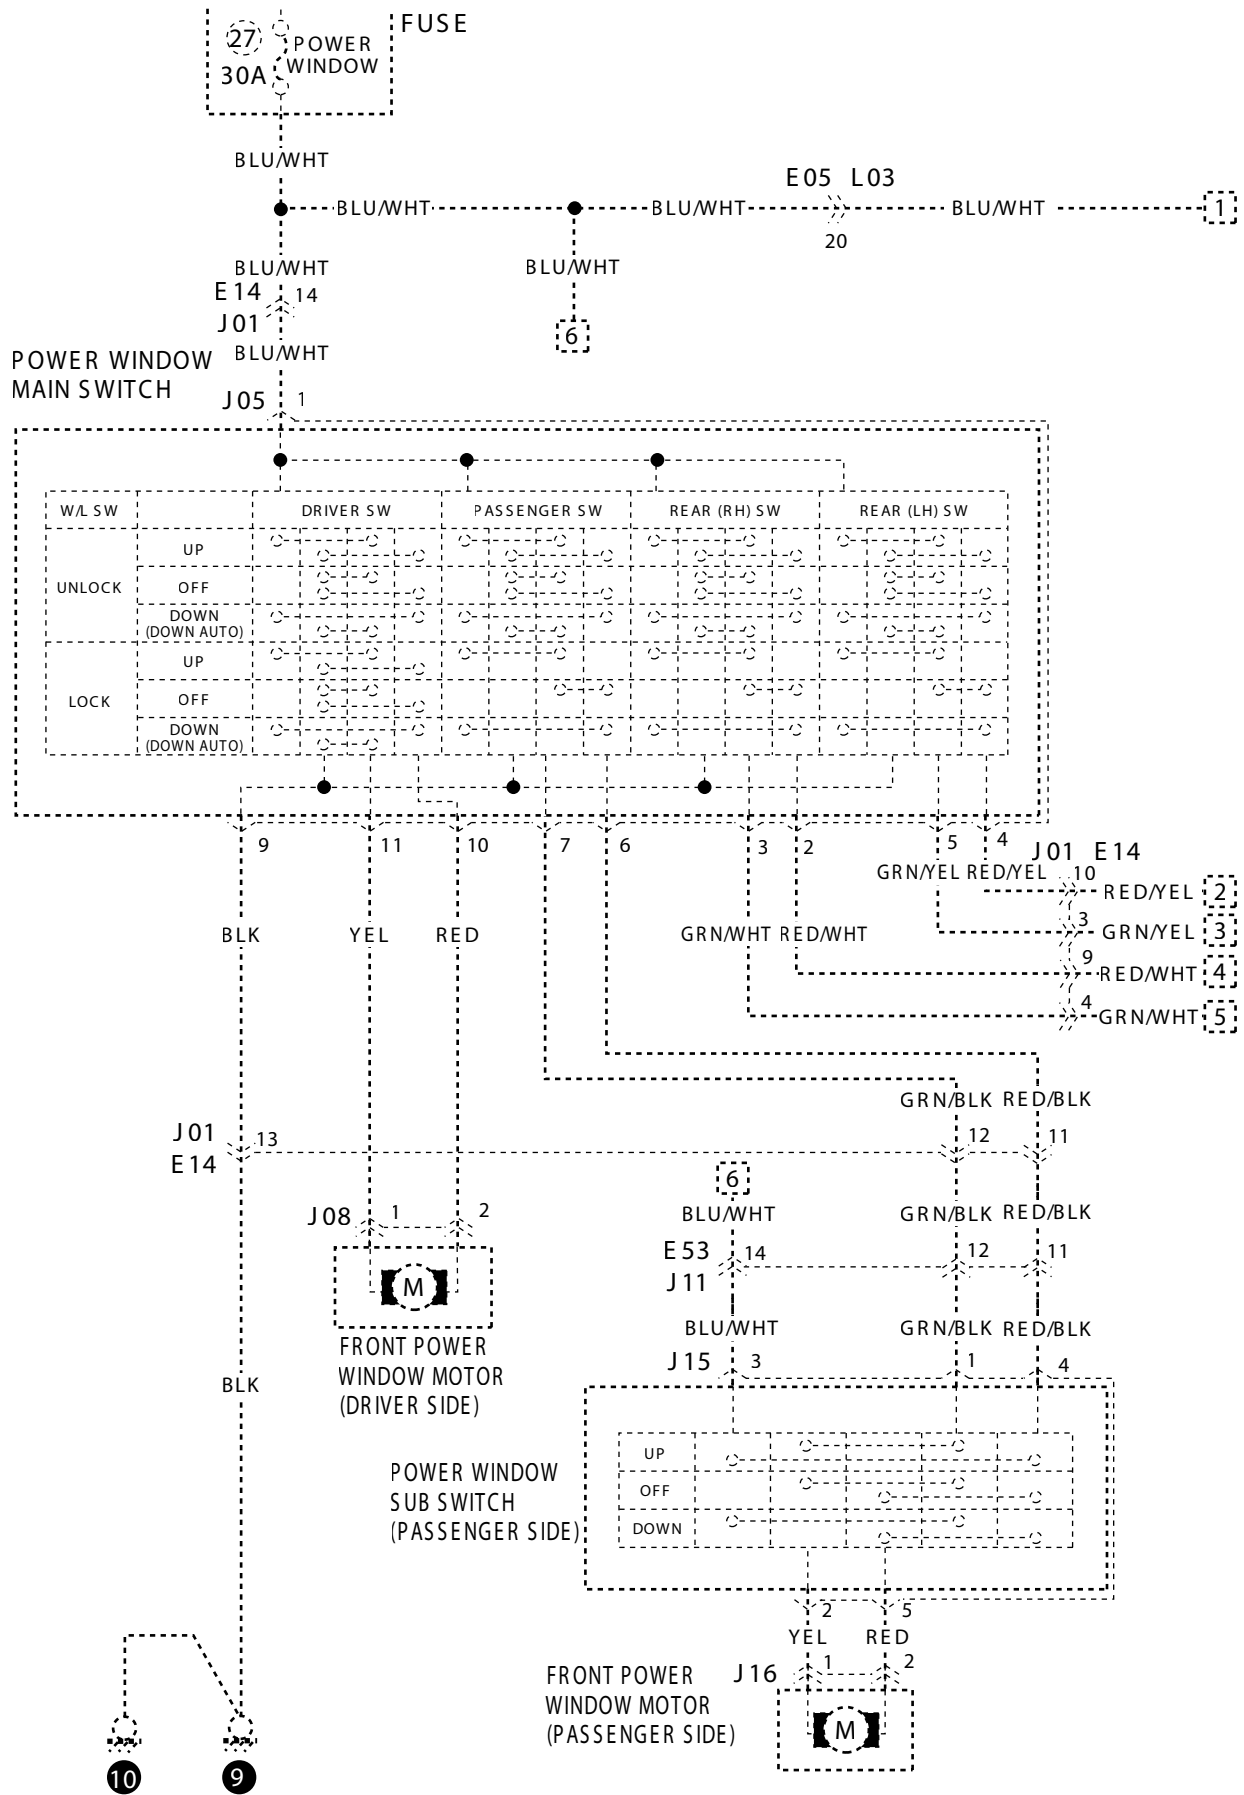 FUSE
27
POWER
WINDOW
30A
BLU/WHT
E05 L03
BLU/WHT
BLU/WHT
BLU/WHT
1
20
BLU/WHT
BLU/WHT
E14
14
J01
6
BLU/WHT
POWER WINDOW
MAIN SWITCH
J05
1
W/L SW
DRIVER SW
PASSENGER SW
REAR (RH) SW
REAR (LH) SW
UNLOCK
UP
OFF
DOWN
(DOWN AUTO)
LOCK
UP
OFF
DOWN
(DOWN AUTO)
9
11
10
7
6
3
2
5
4
J01 E14
GRN/YEL
RED/YEL
10
RED/YEL
2
3
GRN/YEL
3
BLK
YEL
RED
GRN/WHT
RED/WHT
9
RED/WHT
4
4
GRN/WHT
5
GRN/BLK
RED/BLK
J01
13
E14
12
11
6
J08
1
2
BLU/WHT
GRN/BLK
RED/BLK
E53
14
J11
12
11
M
BLU/WHT
GRN/BLK
RED/BLK
FRONT POWER
WINDOW MOTOR
(DRIVER SIDE)
J15
3
1
4
BLK
UP
OFF
DOWN
POWER WINDOW
SUB SWITCH
(PASSENGER SIDE)
2
5
YEL
RED
J16
1
2
FRONT POWER
WINDOW MOTOR
(PASSENGER SIDE)
M
10
9